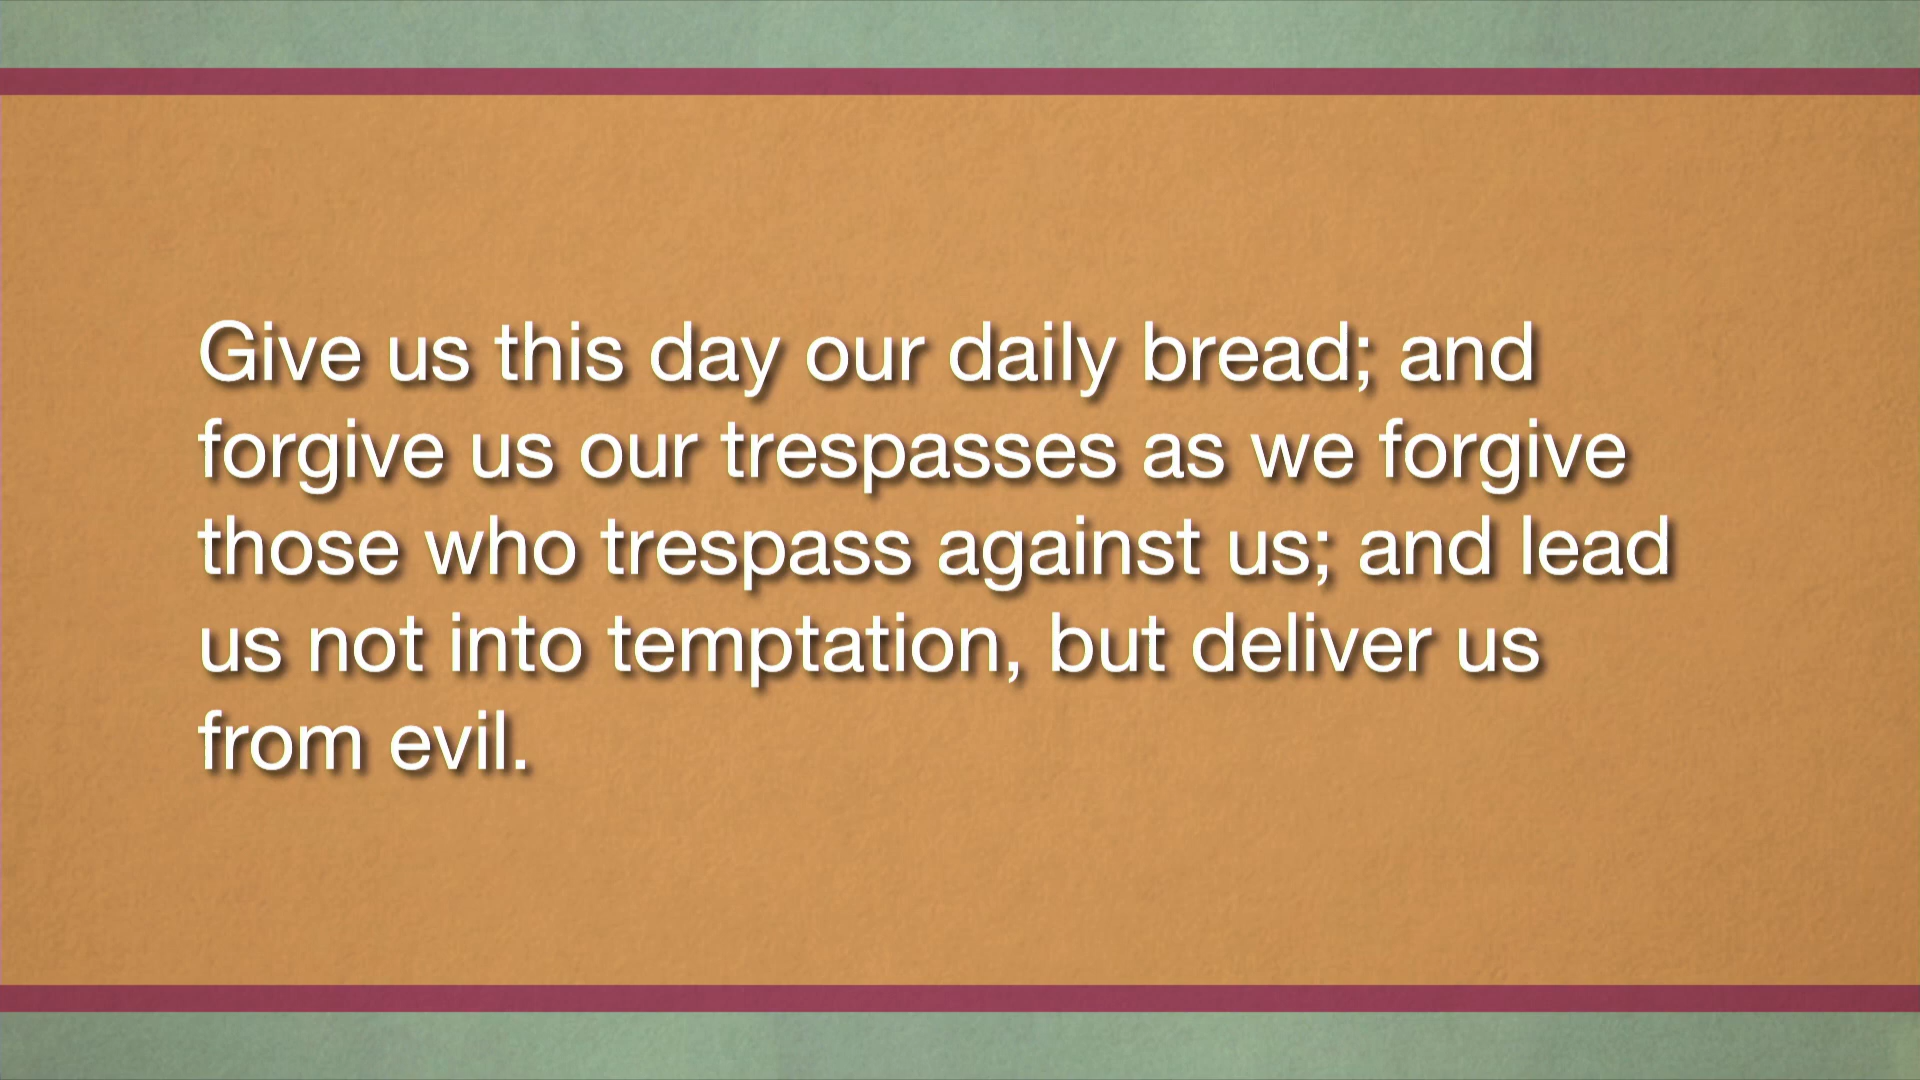 Give us this day our daily bread; and
forgive us our trespasses as we forgive
those who trespass against us; and lead
us not into temptation, but deliver us
from evil.